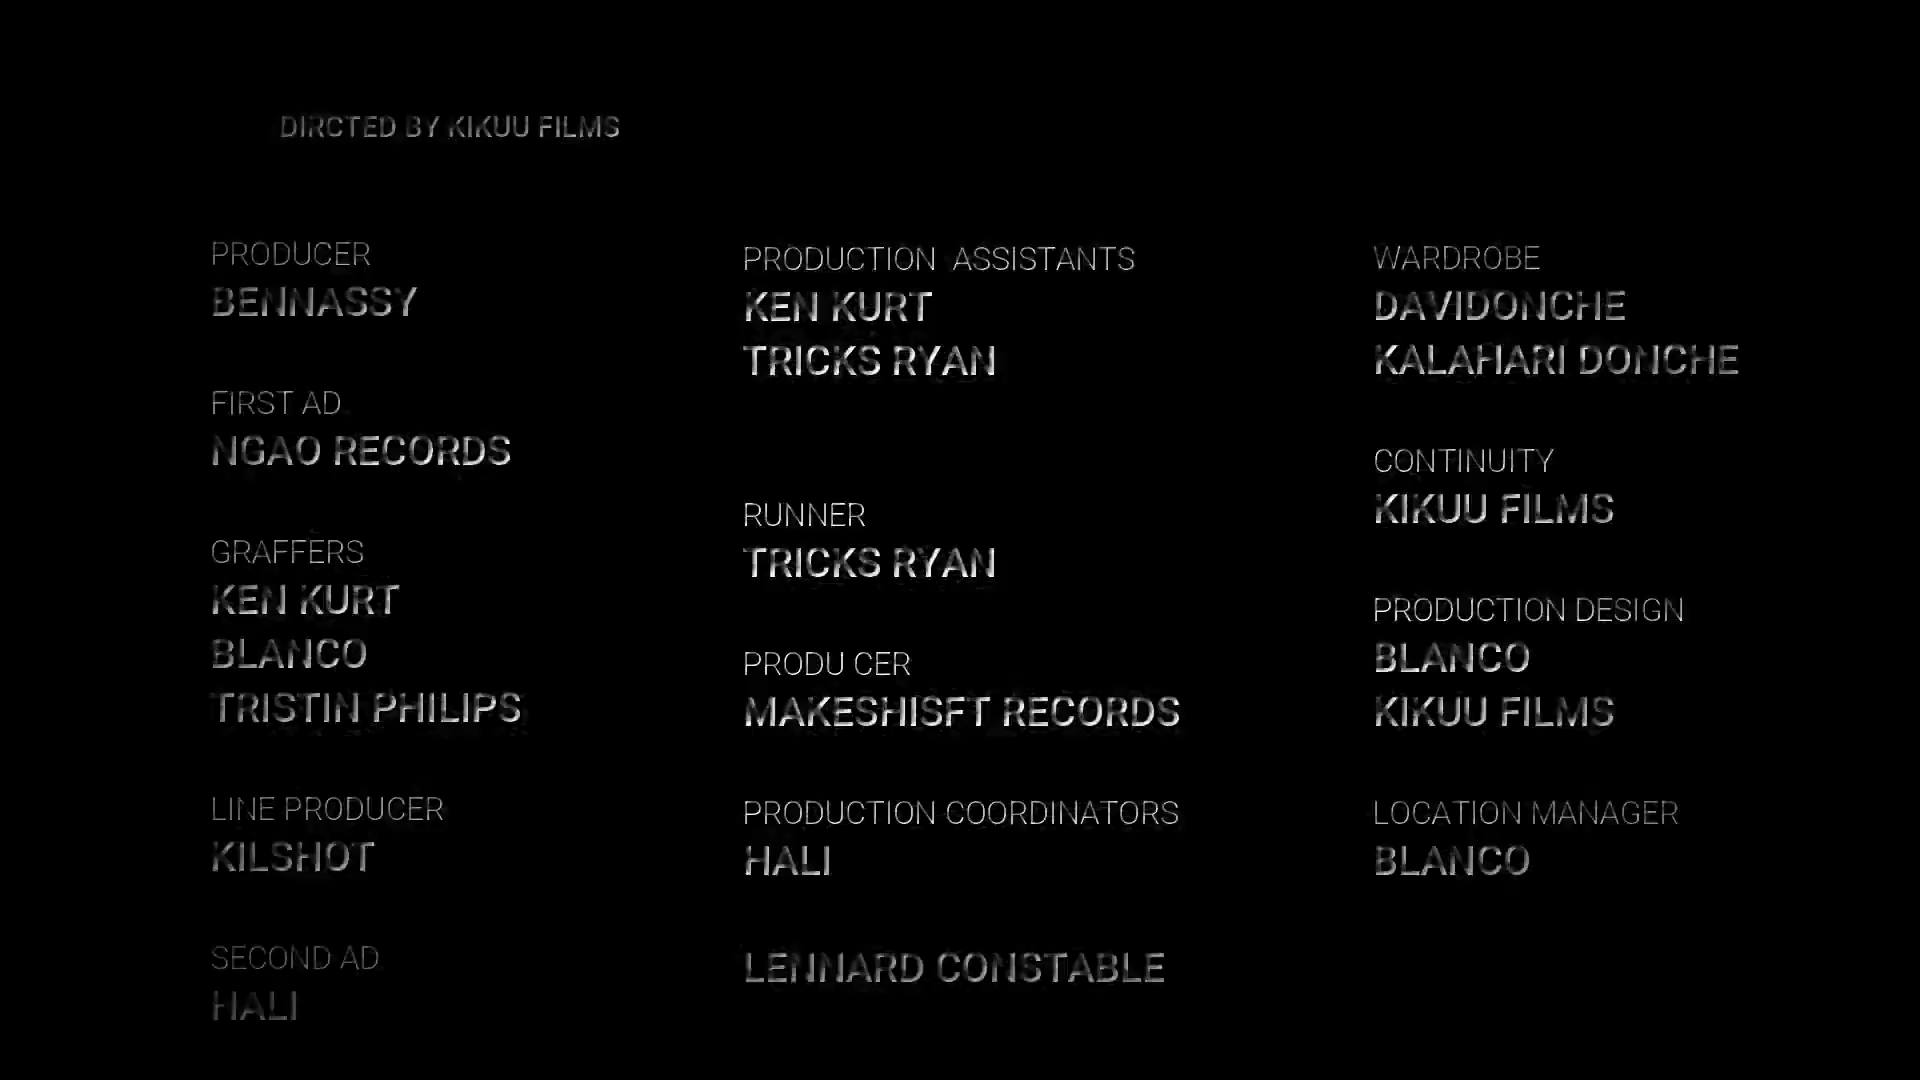 DIRCTED BY KIKUU FILMS
PRODUCER
BENNASSY
FIRST AD
NGAO RECORDS
GRAFFERS
KEN KURT
BLANCO
TRISTIN PHILIPS
LINE PRODUCER
KILSHOT
SECOND AD
HALI
PRODUCTION ASSISTANTS
KEN KURT
TRICKS RYAN
RUNNER
TRICKS RYAN
PRODU CER
MAKESHISFT RECORDS
PRODUCTION COORDINATORS
HALI
LENNARD CONSTABLE
WARDROBE
DAVIDONCHE
KALAHARI DONCHE
CONTINUITY
KIKUU FILMS
PRODUCTION DESIGN
BLANCO
KIKUU FILMS
LOCATION MANAGER
BLANCO